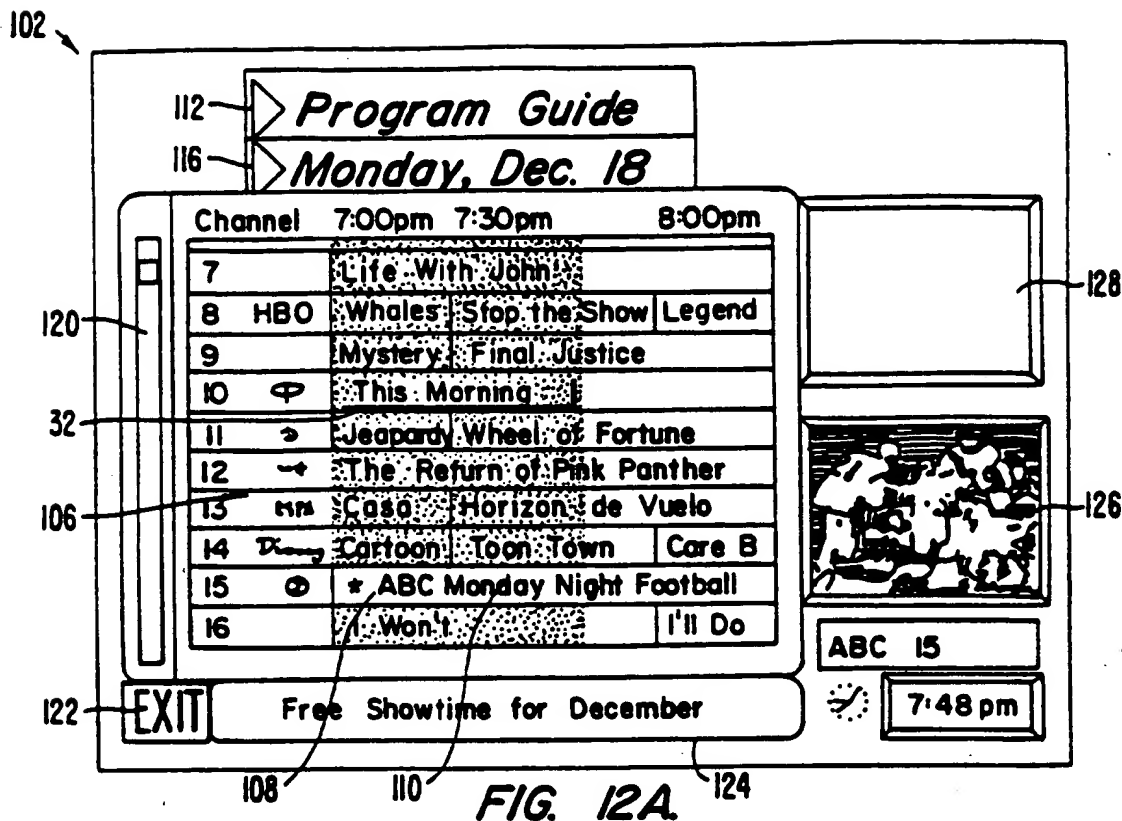 102
112 Program Guide
116 Monday, Dec. 18
Channel 7:00pm 7:30pm 8:00pm
7 Life With John
8 HBO Whales Stop the Show Legend
128
120
9 Mystery Final Justice
10 This Morning
32
11 Jeapardy Wheel of Fortune
12 The Return of Pink Panther
106
13 Casa Horizon de Vuelo
126
14 Cartoon Toon Town Care B
15 * ABC Monday Night Football
16 I Won't I'll Do
ABC 15
122 EXIT Free Showtime for December 7:48 pm
108 110 124
FIG. 12A.